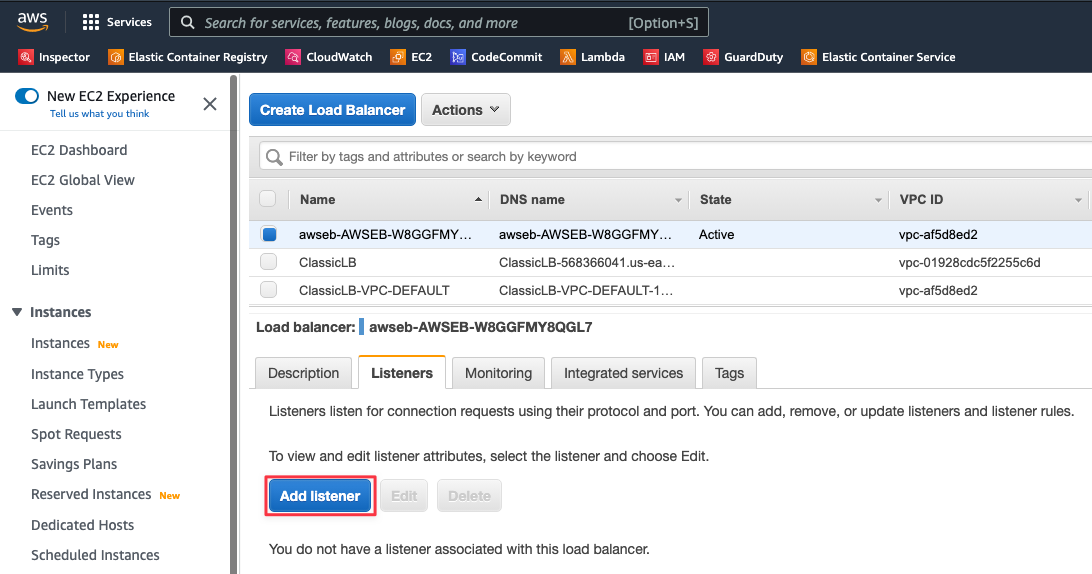 aws
Services
Search for services, features, blogs, docs, and more [Option+S]
Inspector Elastic Container Registry CloudWatch EC2 CodeCommit Lambda IAM GuardDuty Elastic Container Service
New EC2 Experience
Tell us what you think
EC2 Dashboard
EC2 Global View
Events
Tags
Limits
Instances
Instances New
Instance Types
Launch Templates
Spot Requests
Savings Plans
Reserved Instances New
Dedicated Hosts
Scheduled Instances
Create Load Balancer Actions
Filter by tags and attributes or search by keyword
Name DNS name State VPC ID
awseb-AWSEB-W8GGFMY... awseb-AWSEB-W8GGFMY... Active vpc-af5d8ed2
ClassicLB ClassicLB-568366041.us-ea... vpc-01928cdc5f2255c6d
ClassicLB-VPC-DEFAULT ClassicLB-VPC-DEFAULT-1... vpc-af5d8ed2
Load balancer: awseb-AWSEB-W8GGFMY8QGL7
Description Listeners Monitoring Integrated services Tags
Listeners listen for connection requests using their protocol and port. You can add, remove, or update listeners and listener rules.
To view and edit listener attributes, select the listener and choose Edit.
Add listener Edit Delete
You do not have a listener associated with this load balancer.